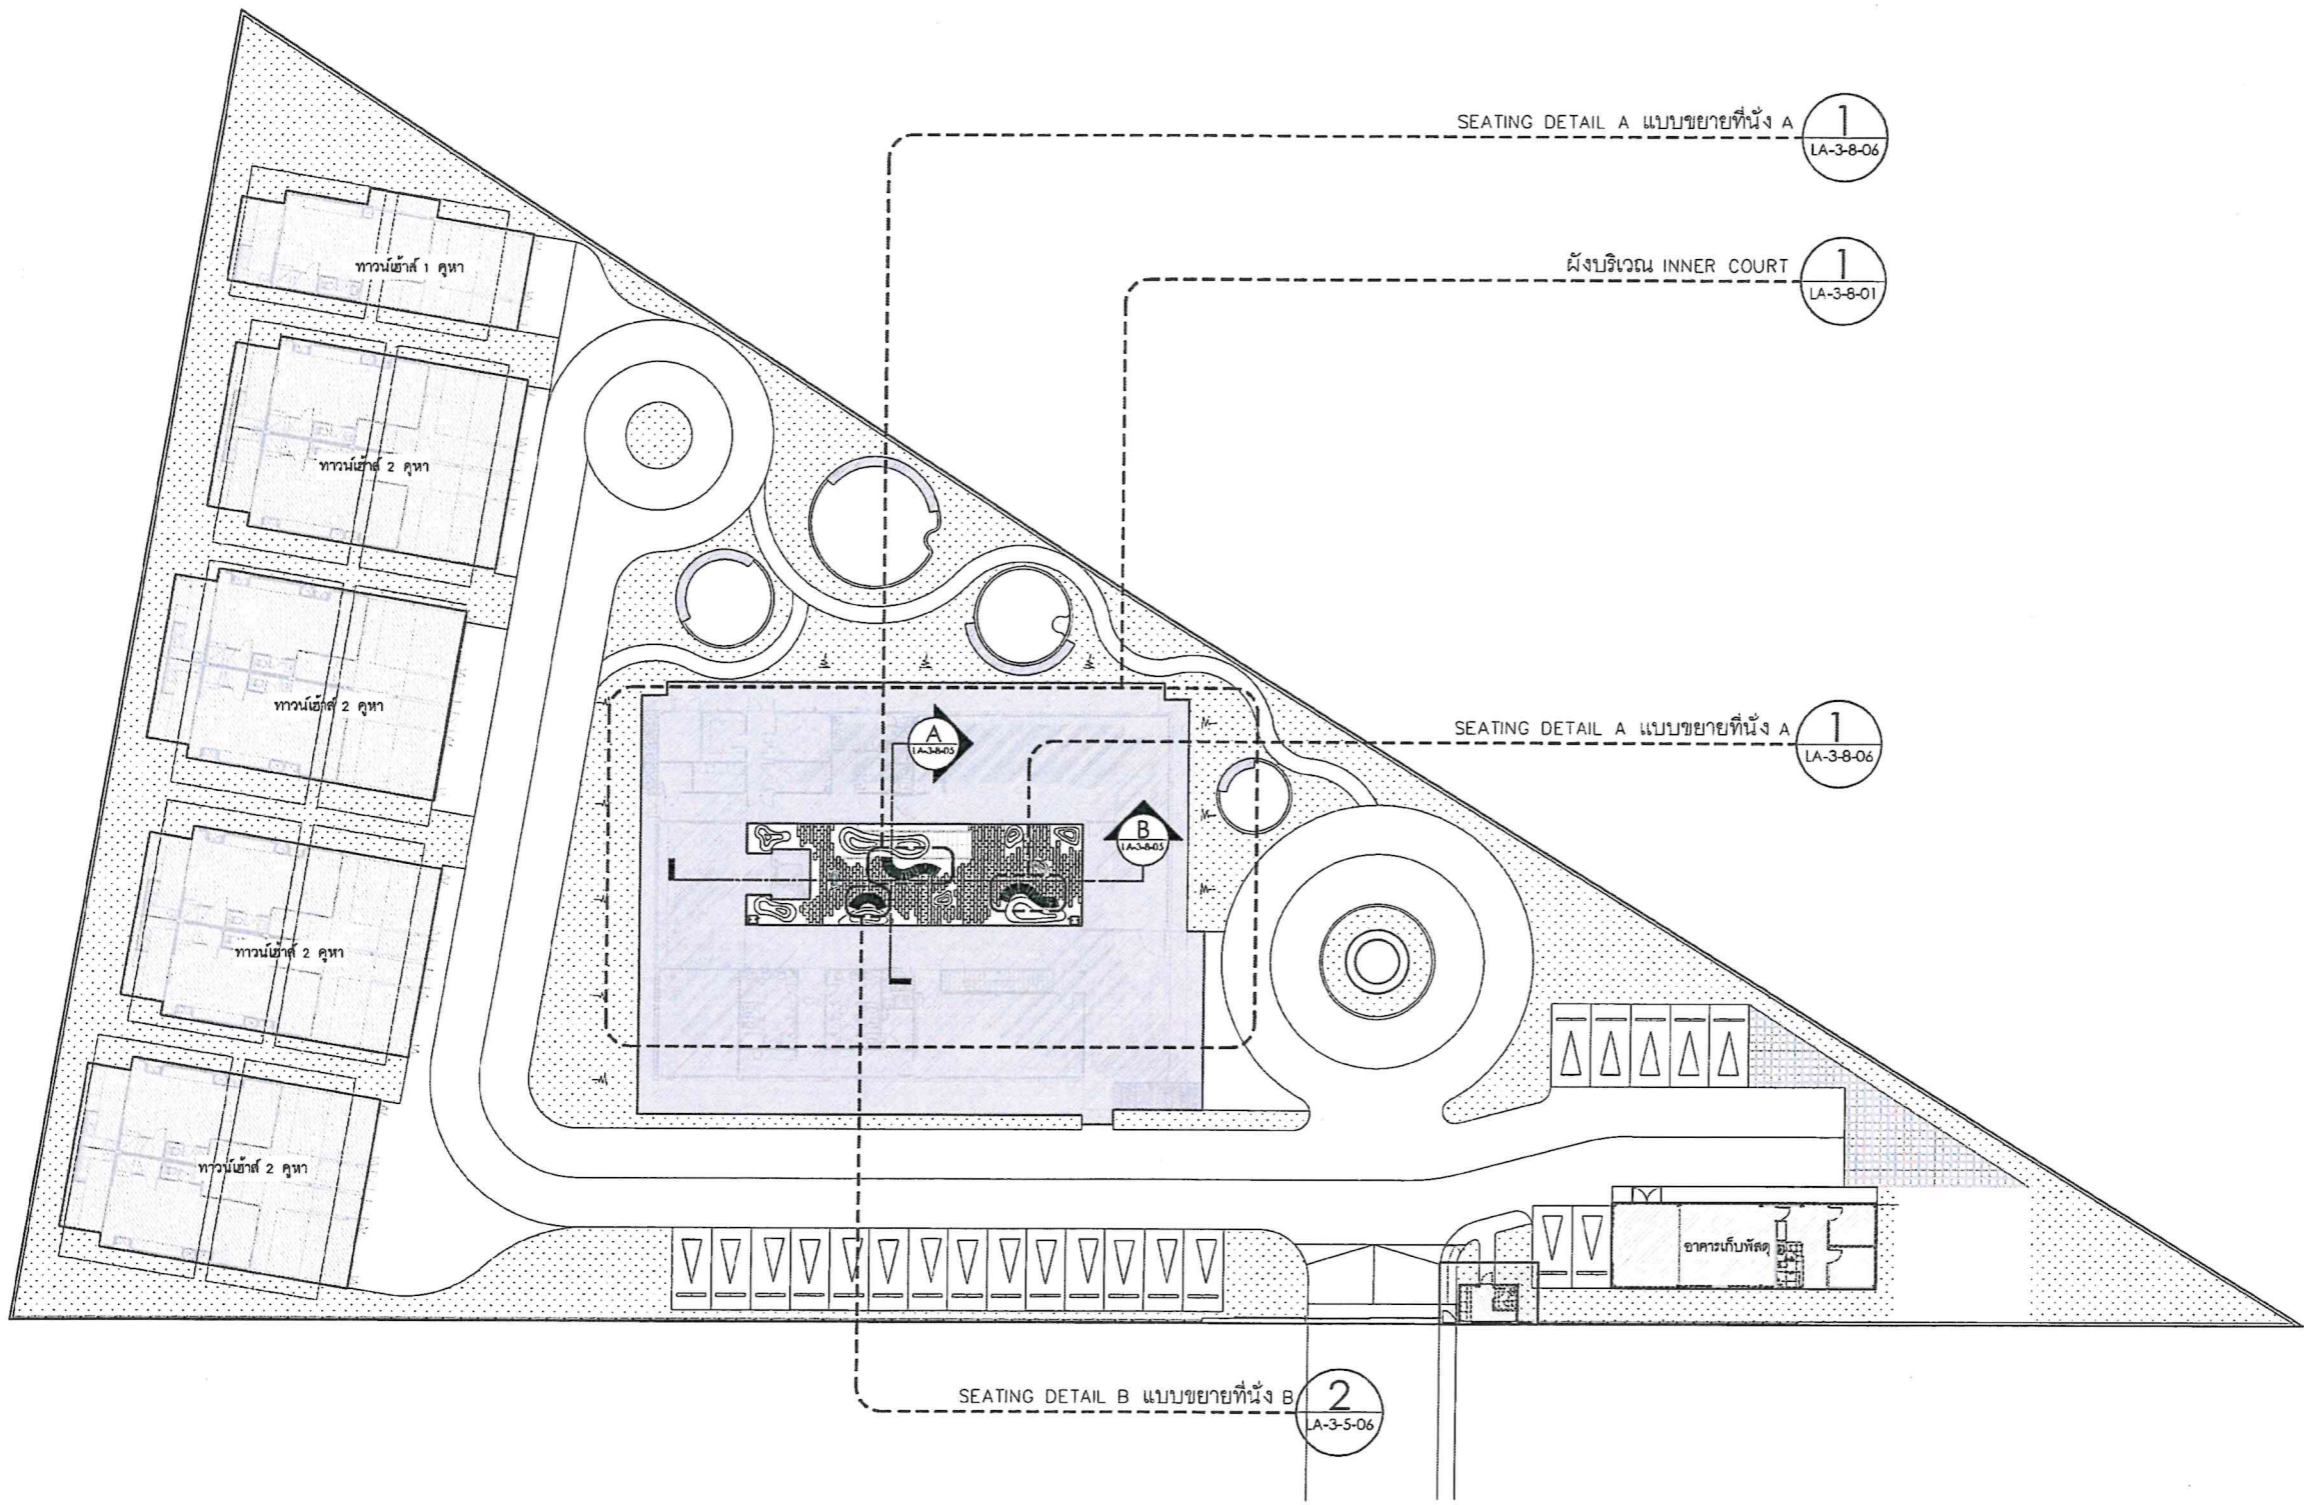 SEATING DETAIL A แบบขยายที่นั่ง A
1
LA-3-8-06
ผังบริเวณ INNER COURT
1
LA-3-8-01
ทาวน์เฮ้าส์ 1 คูหา
ทาวน์เฮ้าส์ 2 คูหา
ทาวน์เฮ้าส์ 2 คูหา
SEATING DETAIL A แบบขยายที่นั่ง A
1
LA-3-8-06
A
LA-3-8-05
B
LA-3-8-05
ทาวน์เฮ้าส์ 2 คูหา
ทาวน์เฮ้าส์ 2 คูหา
อาคารเก็บพัสดุ
SEATING DETAIL B แบบขยายที่นั่ง B
2
LA-3-5-06